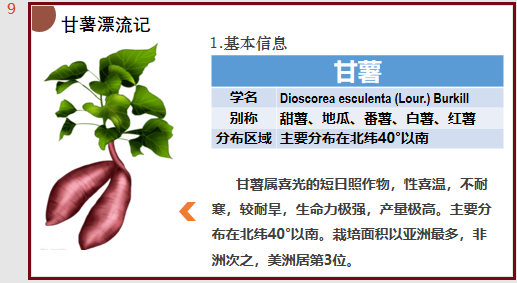 9
甘薯漂流记
1.基本信息
甘薯
学名 Dioscorea esculenta (Lour.) Burkill
别称 甜薯、地瓜、番薯、白薯、红薯
分布区域 主要分布在北纬40°以南
甘薯属喜光的短日照作物，性喜温，不耐
寒，较耐旱，生命力极强，产量极高。主要分
布在北纬40°以南。栽培面积以亚洲最多，非
洲次之，美洲居第3位。